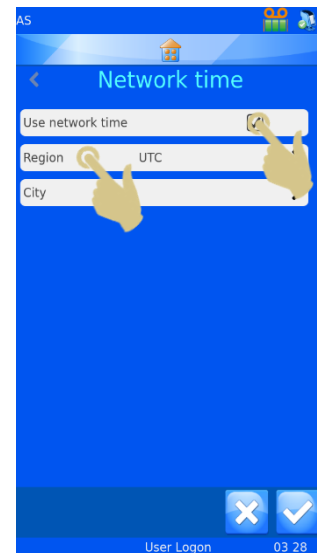 AS
Network time
Use network time
Region UTC
City
User Logon 03 28